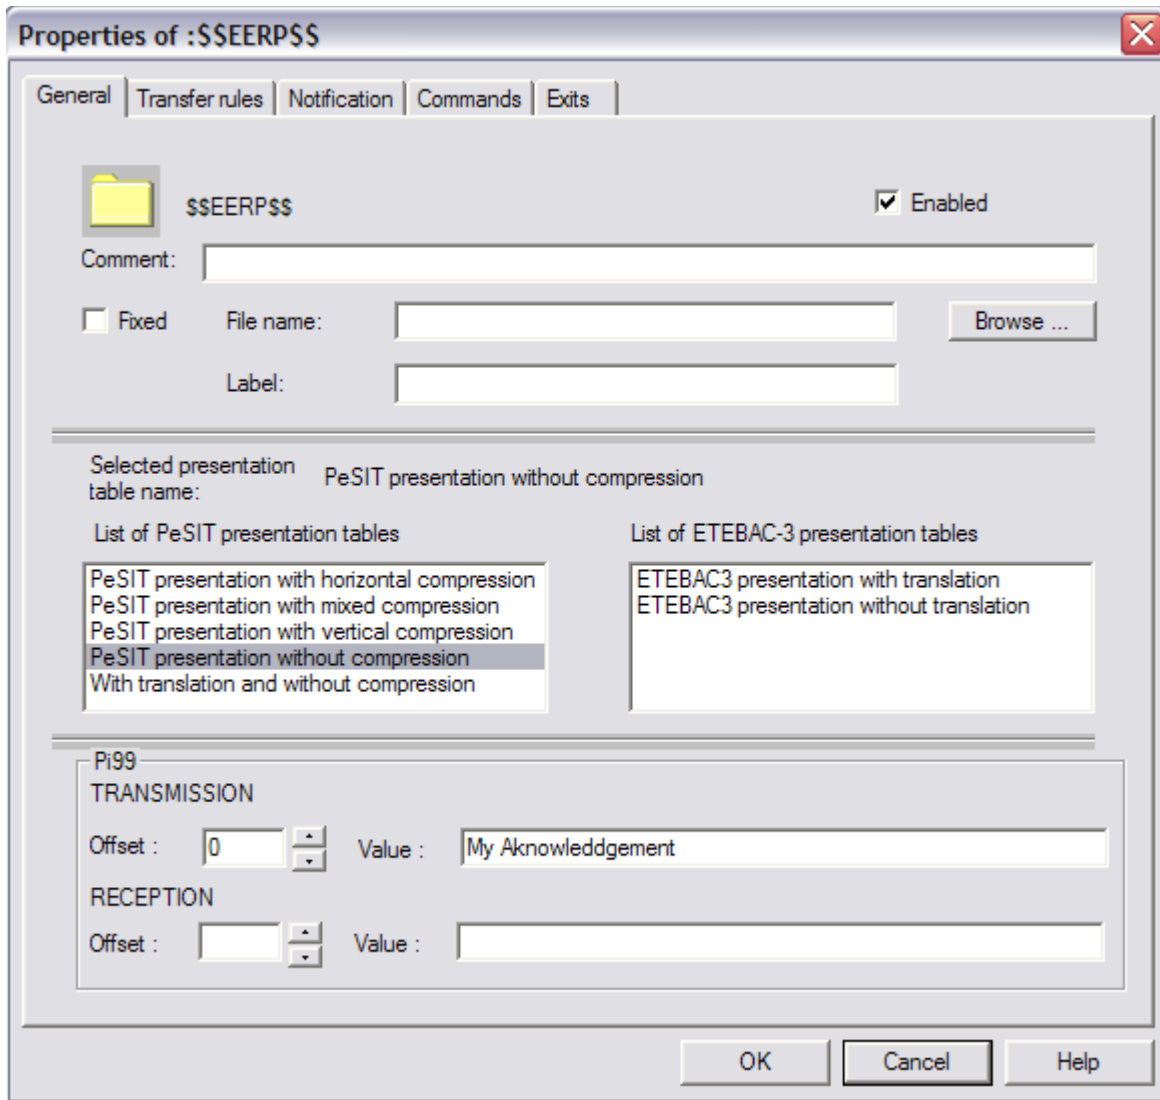 Properties of :$$EERP$$
General Transfer rules Notification Commands Exits
$$EERP$$ Enabled
Comment:
Fixed File name: Browse ...
Label:
Selected presentation
table name: PeSIT presentation without compression
List of PeSIT presentation tables List of ETEBAC-3 presentation tables
PeSIT presentation with horizontal compression ETEBAC3 presentation with translation
PeSIT presentation with mixed compression ETEBAC3 presentation without translation
PeSIT presentation with vertical compression
PeSIT presentation without compression
With translation and without compression
Pi99
TRANSMISSION
Offset : 0 Value : My Aknowleddgement
RECEPTION
Offset : Value :
OK Cancel Help